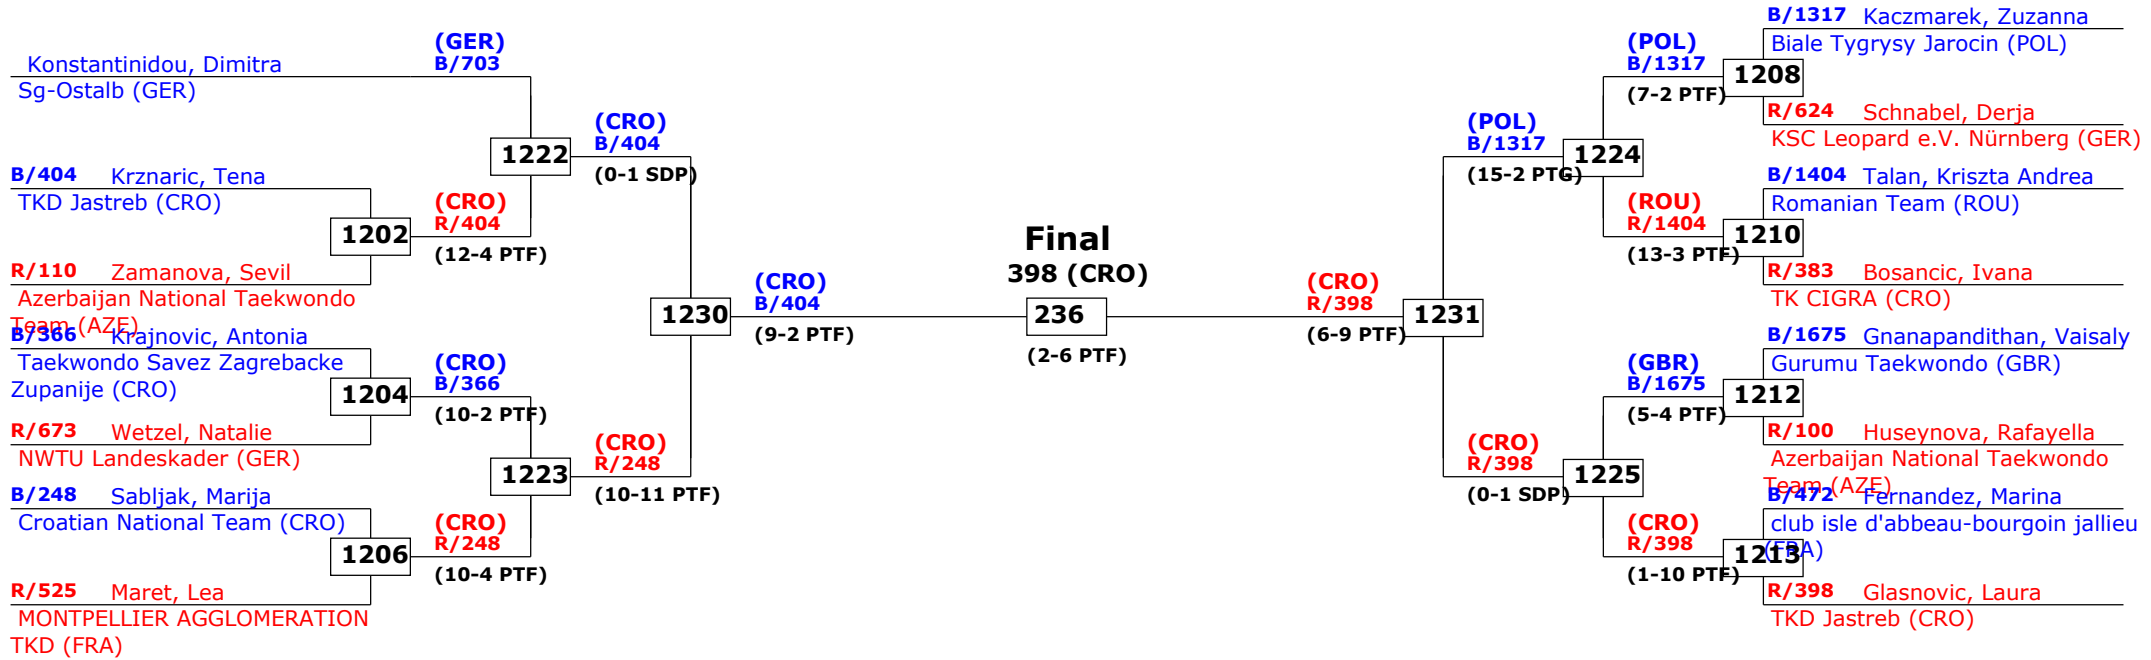 Konstantinidou, Dimitra
Sg-Ostalb (GER)
B/404 Krznaric, Tena
TKD Jastreb (CRO)
R/110 Zamanova, Sevil
Azerbaijan National Taekwondo
Team (AZE)
B/366 Krajnovic, Antonia
Taekwondo Savez Zagrebacke
Zupanije (CRO)
R/673 Wetzel, Natalie
NWTU Landeskader (GER)
B/248 Sabljak, Marija
Croatian National Team (CRO)
R/525 Maret, Lea
MONTPELLIER AGGLOMERATION
TKD (FRA)
1202
1204
1206
(GER)
B/703
(CRO)
R/404
(12-4 PTF)
(CRO)
B/366
(10-2 PTF)
(CRO)
R/248
(10-4 PTF)
1222
1223
(CRO)
B/404
(0-1 SDP)
(CRO)
R/248
(10-11 PTF)
1230
(CRO)
B/404
(9-2 PTF)
Final
398 (CRO)
236
(2-6 PTF)
(CRO)
R/398
(6-9 PTF)
1231
(POL)
B/1317
(15-2 PTG)
(CRO)
R/398
(0-1 SDP)
1224
1225
(POL)
B/1317
(7-2 PTF)
(ROU)
R/1404
(13-3 PTF)
(GBR)
B/1675
(5-4 PTF)
(CRO)
R/398
(1-10 PTF)
1208
1210
1212
1213
B/1317 Kaczmarek, Zuzanna
Biale Tygrysy Jarocin (POL)
R/624 Schnabel, Derja
KSC Leopard e.V. Nürnberg (GER)
B/1404 Talan, Kriszta Andrea
Romanian Team (ROU)
R/383 Bosancic, Ivana
TK CIGRA (CRO)
B/1675 Gnanapandithan, Vaisaly
Gurumu Taekwondo (GBR)
R/100 Huseynova, Rafayella
Azerbaijan National Taekwondo
Team (AZE)
B/472 Fernandez, Marina
club isle d'abbeau-bourgoin jallieu
(FRA)
R/398 Glasnovic, Laura
TKD Jastreb (CRO)